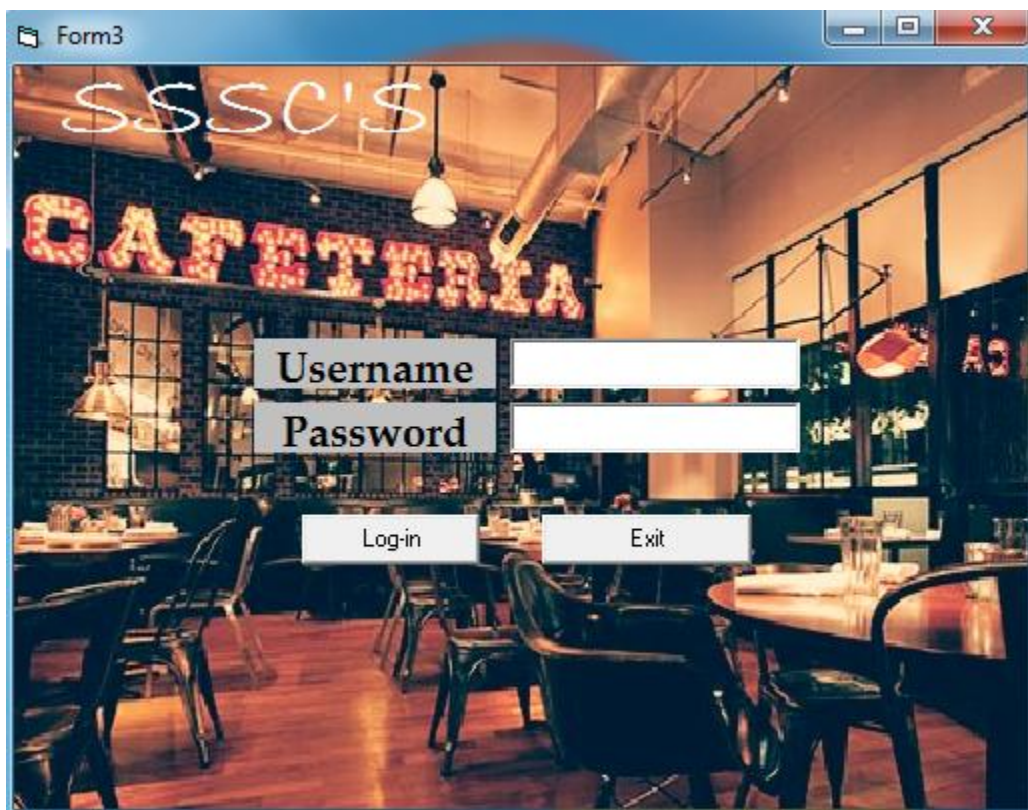 Form3
SSSC'S
CAFETERIA
Username
Password
Log-in Exit